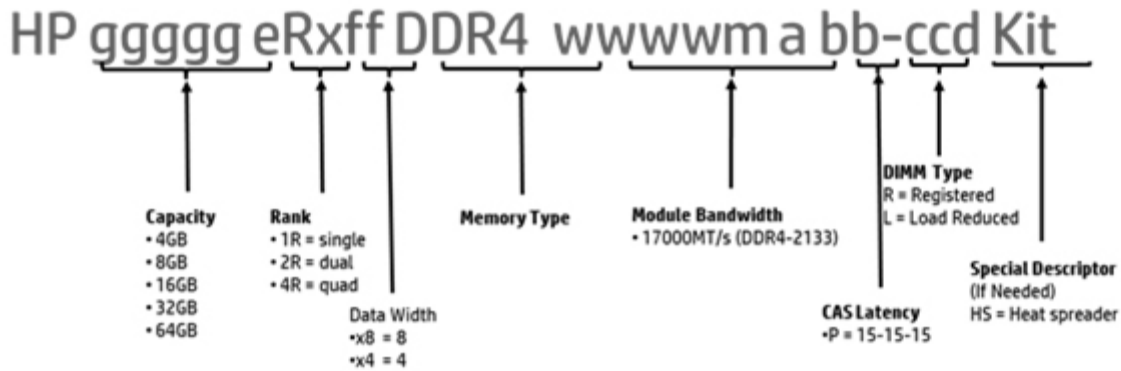 HP ggggg eRxff DDR4 wwwwm a bb-ccd Kit
Capacity
• 4GB
• 8GB
• 16GB
• 32GB
• 64GB
Rank
• 1R = single
• 2R = dual
• 4R = quad
Data Width
•x8 = 8
•x4 = 4
Memory Type
Module Bandwidth
• 17000MT/s (DDR4-2133)
CAS Latency
•P = 15-15-15
DIMM Type
R = Registered
L = Load Reduced
Special Descriptor
(If Needed)
HS = Heat spreader